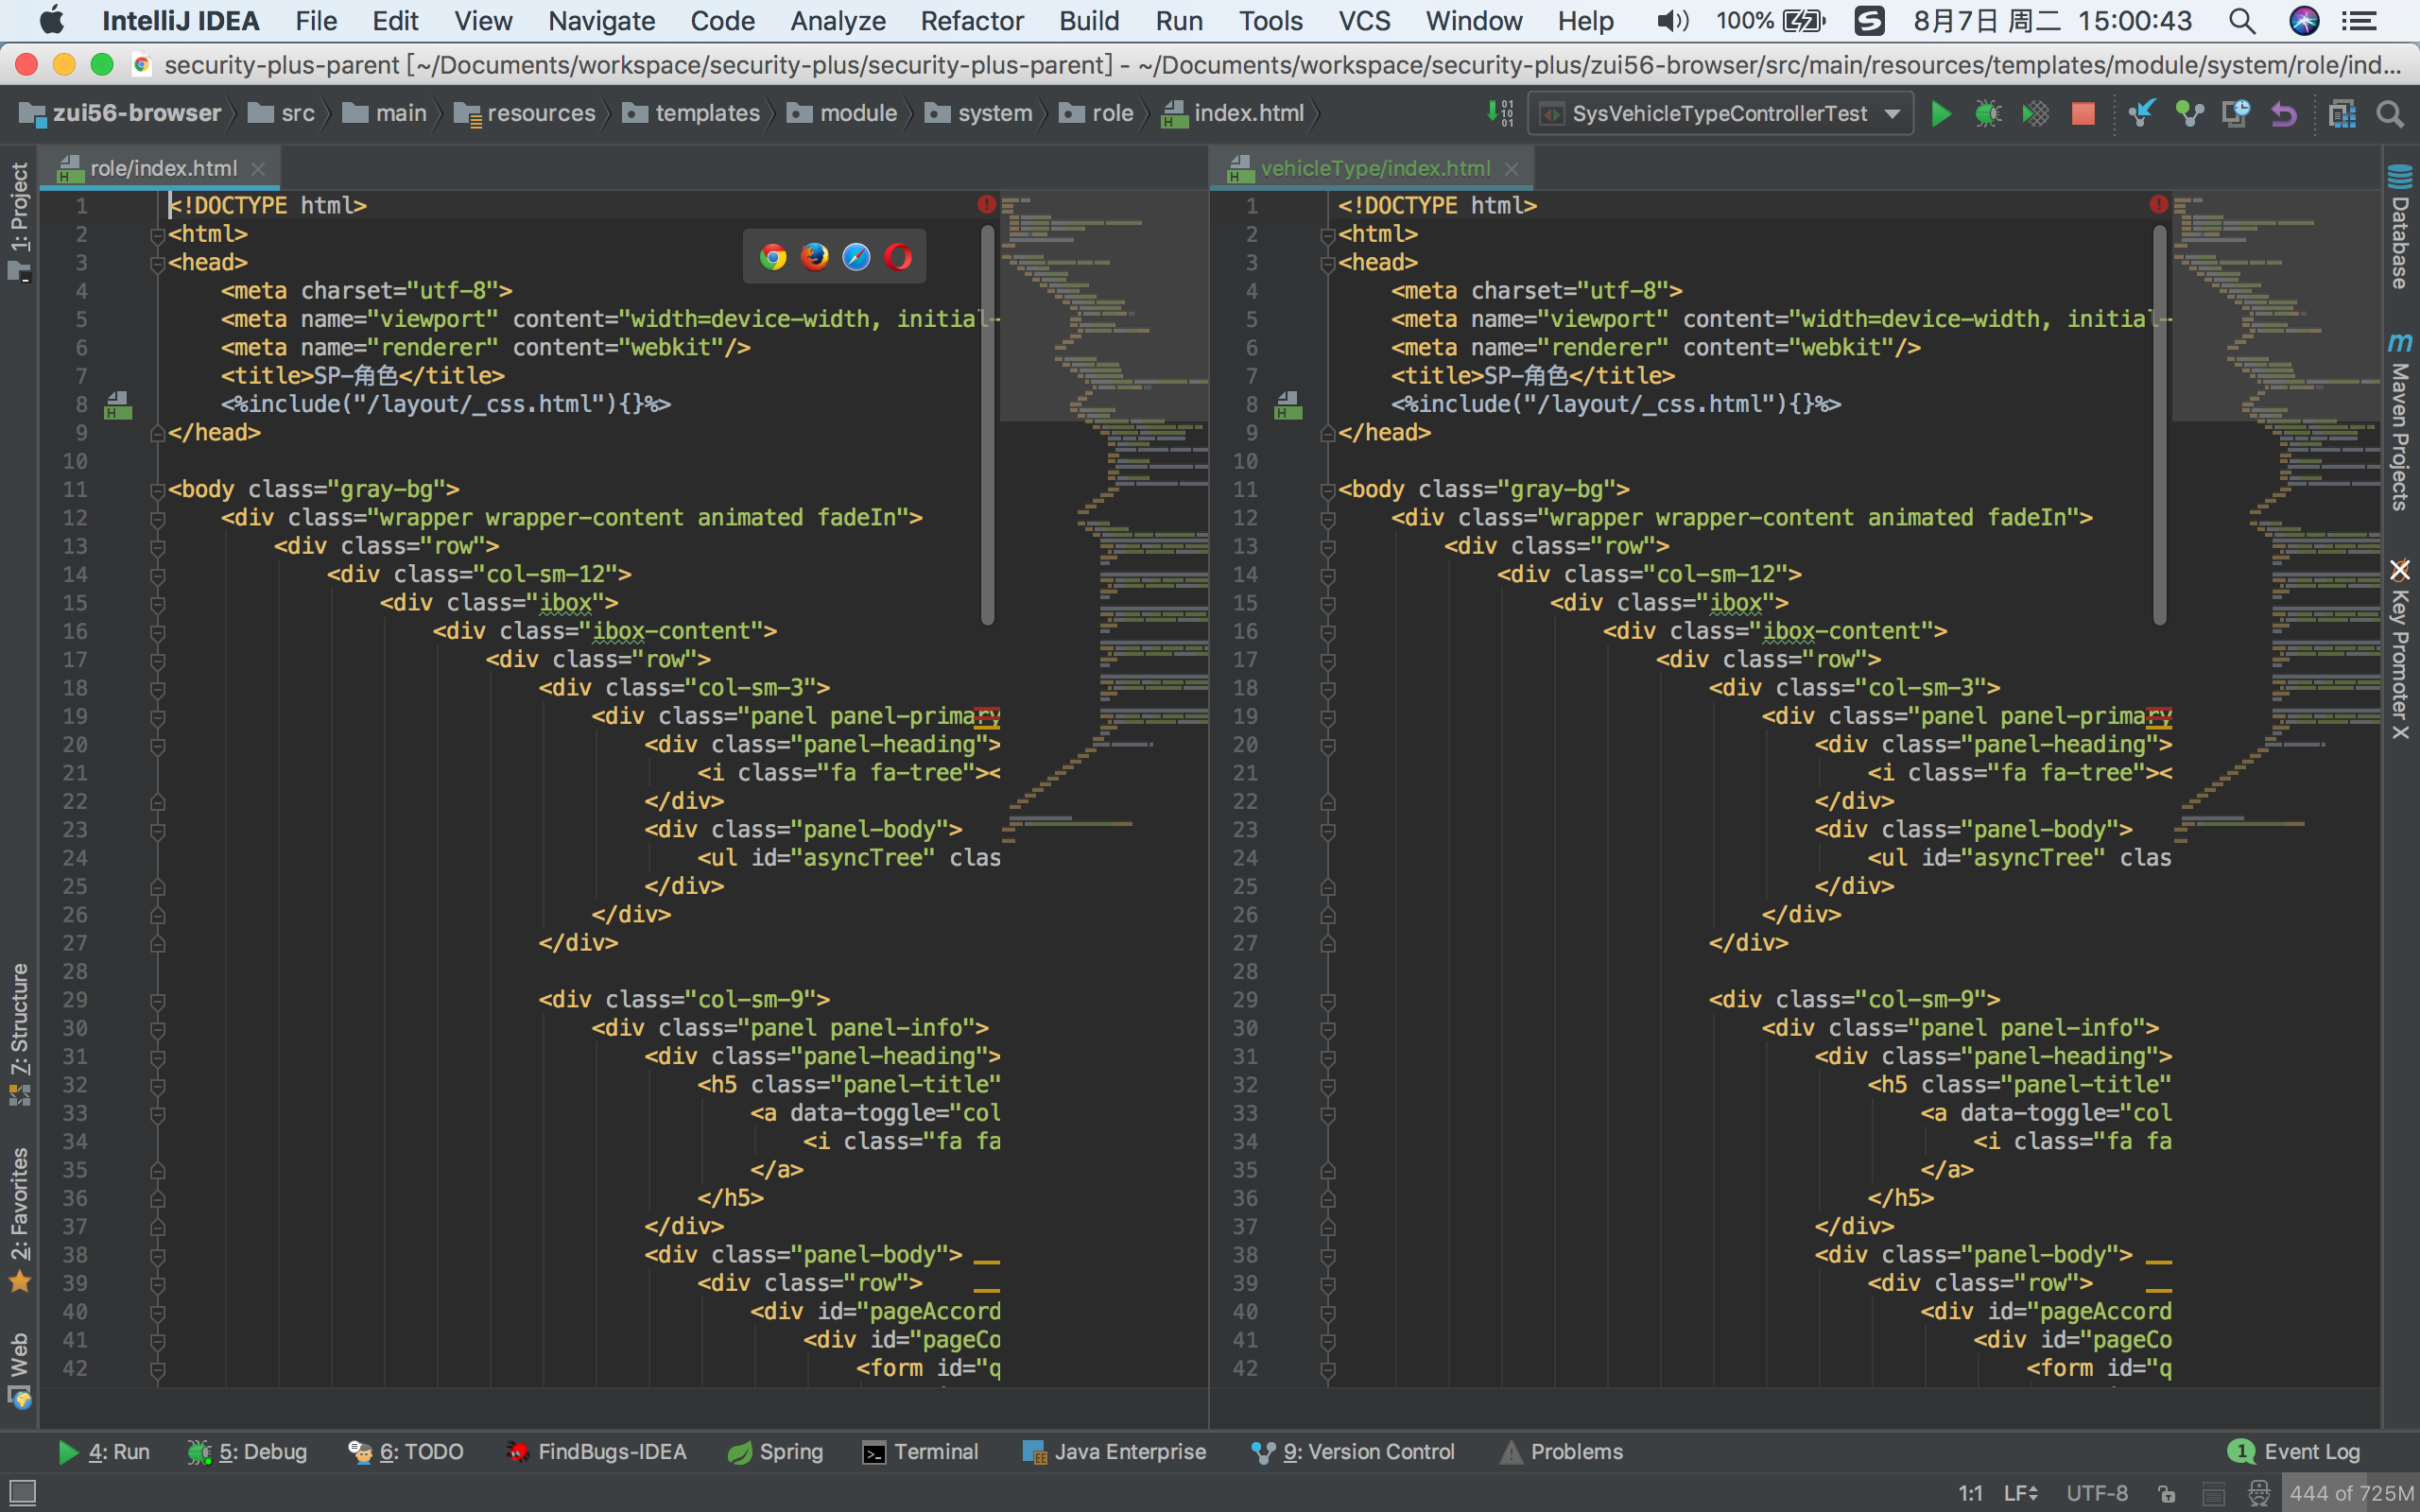 IntelliJ IDEA File Edit View Navigate Code Analyze Refactor Build Run Tools VCS Window Help 100% 8月7日 周二 15:00:43
security-plus-parent [~/Documents/workspace/security-plus/security-plus-parent] - ~/Documents/workspace/security-plus/zui56-browser/src/main/resources/templates/module/system/role/ind...
zui56-browser src main resources templates module system role index.html SysVehicleTypeControllerTest
1: Project
7: Structure
2: Favorites
Web
role/index.html
1 <!DOCTYPE html>
2 <html>
3 <head>
4 <meta charset="utf-8">
5 <meta name="viewport" content="width=device-width, initial-
6 <meta name="renderer" content="webkit"/>
7 <title>SP-角色</title>
8 <%include("/layout/_css.html"){}%>
9 </head>
10
11 <body class="gray-bg">
12 <div class="wrapper wrapper-content animated fadeIn">
13 <div class="row">
14 <div class="col-sm-12">
15 <div class="ibox">
16 <div class="ibox-content">
17 <div class="row">
18 <div class="col-sm-3">
19 <div class="panel panel-primary
20 <div class="panel-heading">
21 <i class="fa fa-tree"><
22 </div>
23 <div class="panel-body">
24 <ul id="asyncTree" clas
25 </div>
26 </div>
27 </div>
28
29 <div class="col-sm-9">
30 <div class="panel panel-info">
31 <div class="panel-heading">
32 <h5 class="panel-title"
33 <a data-toggle="col
34 <i class="fa fa
35 </a>
36 </h5>
37 </div>
38 <div class="panel-body">
39 <div class="row">
40 <div id="pageAccord
41 <div id="pageCo
42 <form id="q
vehicleType/index.html
1 <!DOCTYPE html>
2 <html>
3 <head>
4 <meta charset="utf-8">
5 <meta name="viewport" content="width=device-width, initial-
6 <meta name="renderer" content="webkit"/>
7 <title>SP-角色</title>
8 <%include("/layout/_css.html"){}%>
9 </head>
10
11 <body class="gray-bg">
12 <div class="wrapper wrapper-content animated fadeIn">
13 <div class="row">
14 <div class="col-sm-12">
15 <div class="ibox">
16 <div class="ibox-content">
17 <div class="row">
18 <div class="col-sm-3">
19 <div class="panel panel-primary
20 <div class="panel-heading">
21 <i class="fa fa-tree"><
22 </div>
23 <div class="panel-body">
24 <ul id="asyncTree" clas
25 </div>
26 </div>
27 </div>
28
29 <div class="col-sm-9">
30 <div class="panel panel-info">
31 <div class="panel-heading">
32 <h5 class="panel-title"
33 <a data-toggle="col
34 <i class="fa fa
35 </a>
36 </h5>
37 </div>
38 <div class="panel-body">
39 <div class="row">
40 <div id="pageAccord
41 <div id="pageCo
42 <form id="q
Database
Maven Projects
Key Promoter X
4: Run 5: Debug 6: TODO FindBugs-IDEA Spring Terminal Java Enterprise 9: Version Control Problems 1 Event Log
1:1 LF UTF-8 444 of 725M